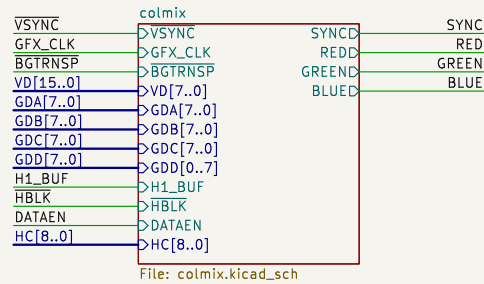 colmix
VSYNC
VSYNC
SYNC
SYNC
GFX_CLK
GFX_CLK
RED
RED
BGTRNSP
BGTRNSP
GREEN
GREEN
VD[15..0]
VD[7..0]
BLUE
BLUE
GDA[7..0]
GDA[7..0]
GDB[7..0]
GDB[7..0]
GDC[7..0]
GDC[7..0]
GDD[7..0]
GDD[0..7]
H1_BUF
H1_BUF
HBLK
HBLK
DATAEN
DATAEN
HC[8..0]
HC[8..0]
File: colmix.kicad_sch